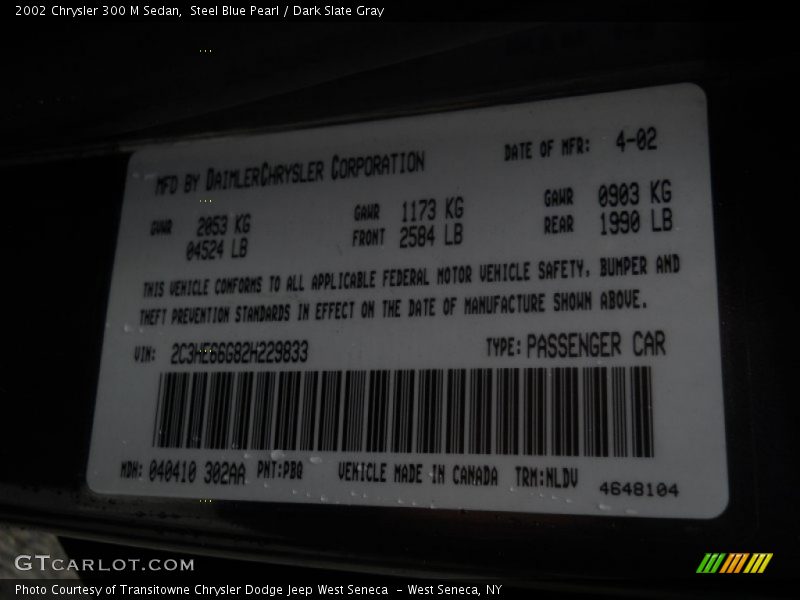 2002 Chrysler 300 M Sedan, Steel Blue Pearl / Dark Slate Gray
MFD BY DAIMLERCHRYSLER CORPORATION DATE OF MFR: 4-02
GVWR 2053 KG GAWR 1173 KG GAWR 0903 KG
04524 LB FRONT 2584 LB REAR 1990 LB
THIS VEHICLE CONFORMS TO ALL APPLICABLE FEDERAL MOTOR VEHICLE SAFETY, BUMPER AND
THEFT PREVENTION STANDARDS IN EFFECT ON THE DATE OF MANUFACTURE SHOWN ABOVE.
VIN: 2C3HE66G82H229833 TYPE: PASSENGER CAR
MDH: 040410 302AA PNT:PBQ VEHICLE MADE IN CANADA TRM:NLDV 4648104
GTCARLOT.COM
Photo Courtesy of Transitowne Chrysler Dodge Jeep West Seneca - West Seneca, NY